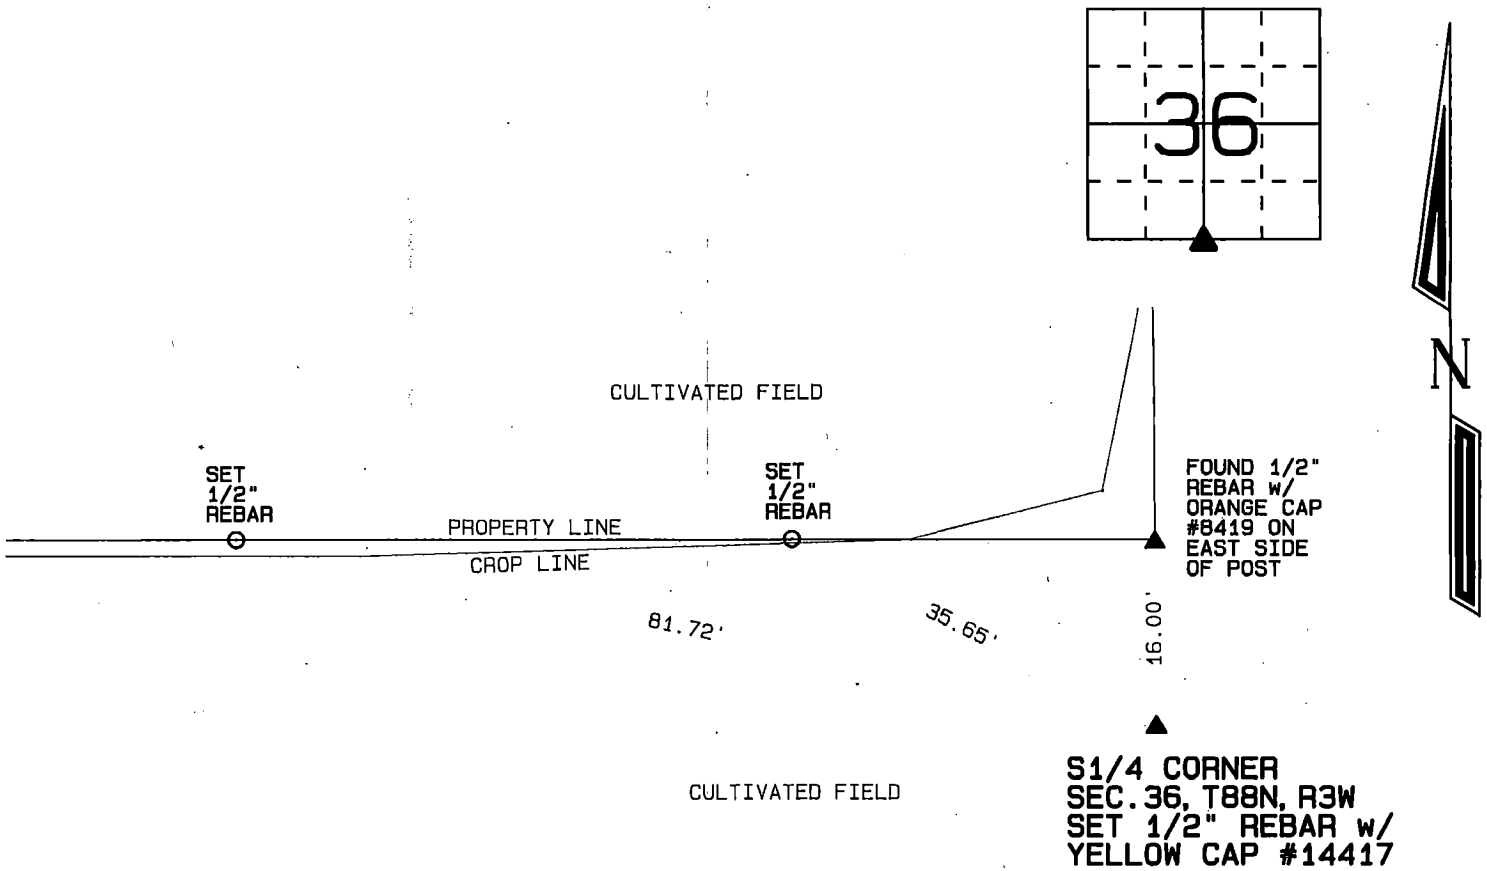 36
N
CULTIVATED FIELD
SET
1/2"
REBAR
SET
1/2"
REBAR
FOUND 1/2"
REBAR W/
ORANGE CAP
#8419 ON
EAST SIDE
OF POST
PROPERTY LINE
CROP LINE
81.72'
35.65'
16.00'
CULTIVATED FIELD
S1/4 CORNER
SEC.36, T88N, R3W
SET 1/2" REBAR W/
YELLOW CAP #14417